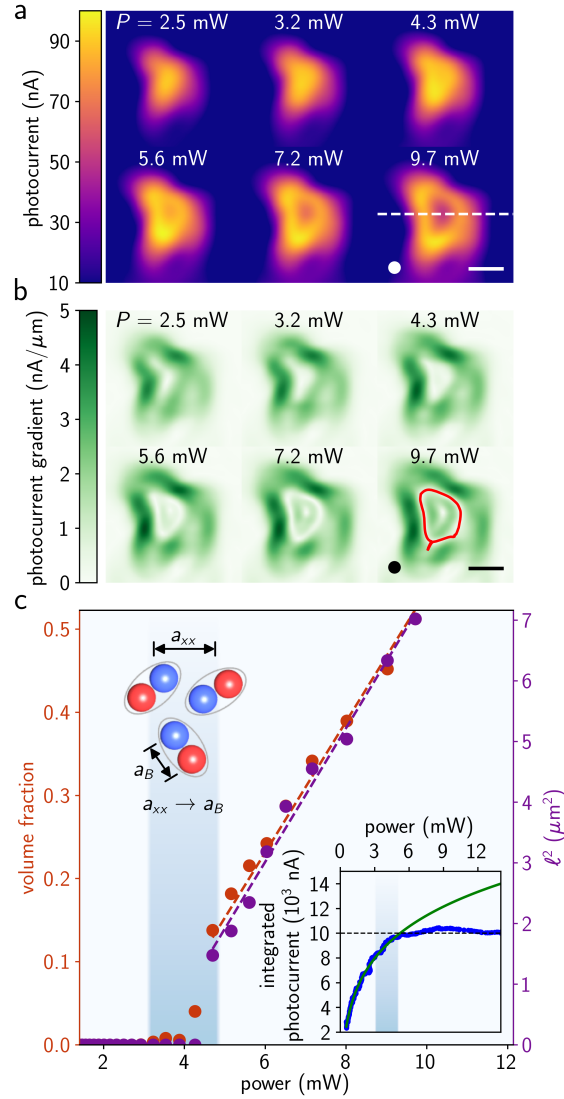 a
P = 2.5 mW
3.2 mW
4.3 mW
5.6 mW
7.2 mW
9.7 mW
90
70
50
30
10
photocurrent (nA)
b
P = 2.5 mW
3.2 mW
4.3 mW
5.6 mW
7.2 mW
9.7 mW
5
4
3
2
1
0
photocurrent gradient (nA/μm)
c
0.5
0.4
0.3
0.2
0.1
0.0
volume fraction
a_xx
a_B
a_xx → a_B
7
6
5
4
3
2
1
0
ℓ² (μm²)
power (mW)
0
3
6
9
12
14
12
10
8
6
4
2
integrated
photocurrent (10³ nA)
2
4
6
8
10
12
power (mW)